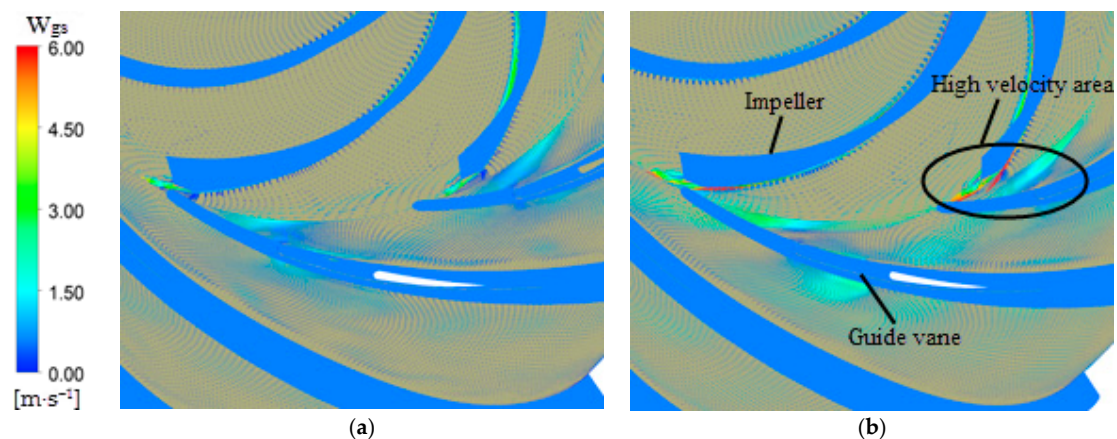 Wgs
6.00
4.50
3.00
1.50
0.00
[m·s⁻¹]
Impeller
High velocity area
Guide vane
(a)
(b)